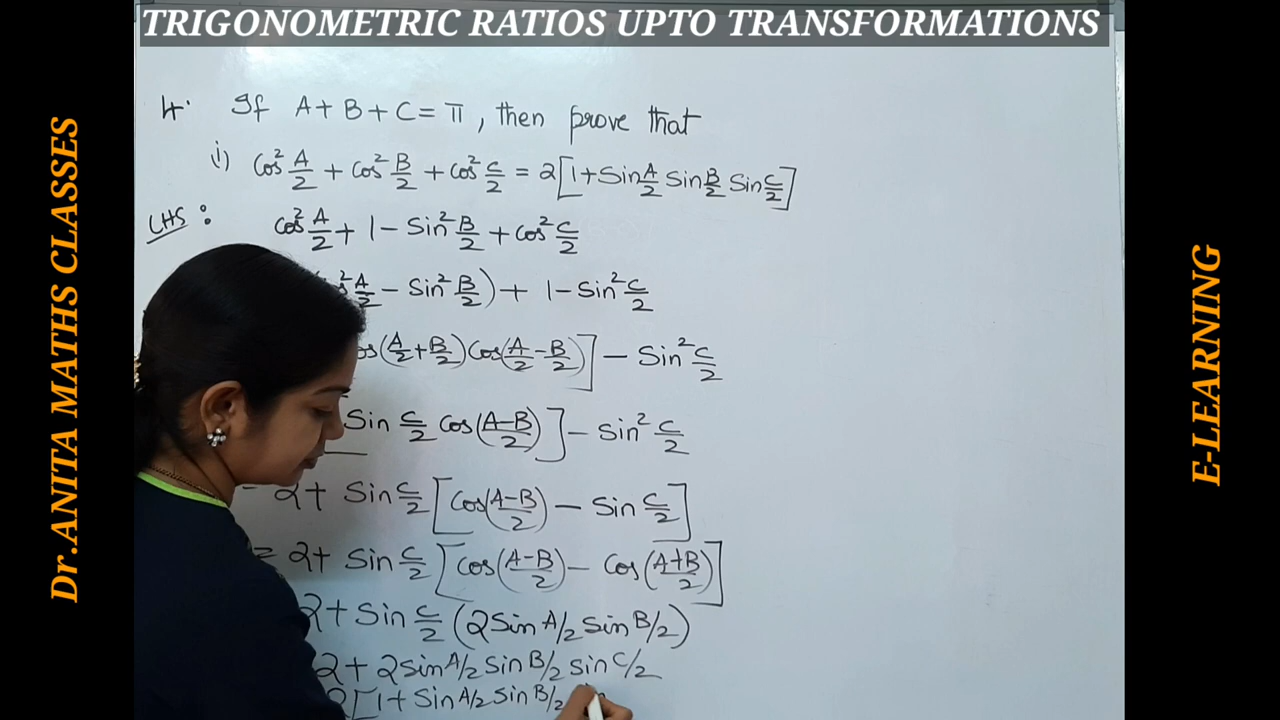 TRIGONOMETRIC RATIOS UPTO TRANSFORMATIONS
Dr.ANITA MATHS CLASSES
4. If A+B+C=π, then prove that
i) cos² A/2 + cos² B/2 + cos² C/2 = 2[1+Sin A/2 Sin B/2 Sin C/2]
LHS : cos² A/2 + 1 - Sin² B/2 + cos² C/2
A/2 - Sin² B/2) + 1 - Sin² C/2
(A/2 + B/2) Cos(A/2 - B/2)] - Sin² C/2
Sin C/2 Cos(A-B/2)] - Sin² C/2
2+ Sin C/2 [Cos(A-B/2) - Sin C/2]
= 2+ Sin C/2 [Cos(A-B/2) - Cos(A+B/2)]
2+ Sin C/2 (2Sin A/2 Sin B/2)
2+ 2Sin A/2 Sin B/2 Sin C/2
2[1+ Sin A/2 Sin B/2
E-LEARNING